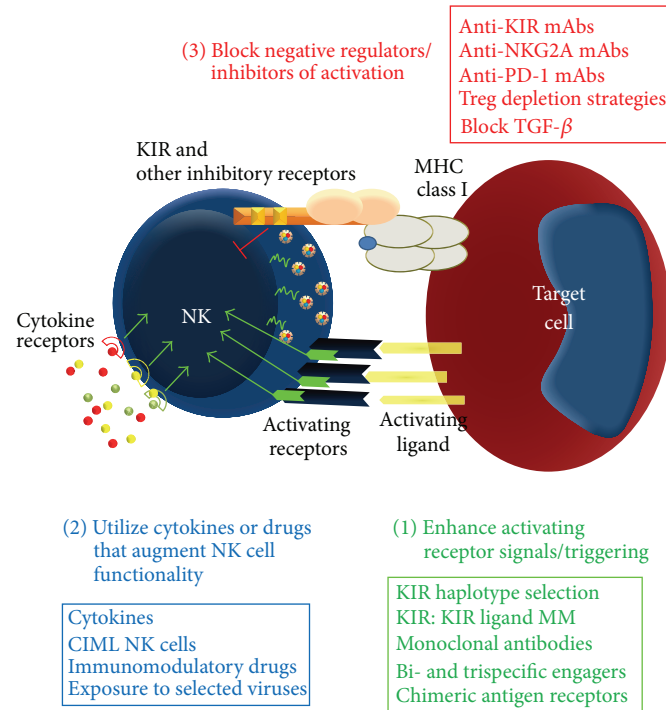 (3) Block negative regulators/
inhibitors of activation
Anti-KIR mAbs
Anti-NKG2A mAbs
Anti-PD-1 mAbs
Treg depletion strategies
Block TGF-β
KIR and
other inhibitory receptors
MHC
class I
NK
Target
cell
Cytokine
receptors
Activating
receptors
Activating
ligand
(2) Utilize cytokines or drugs
that augment NK cell
functionality
Cytokines
CIML NK cells
Immunomodulatory drugs
Exposure to selected viruses
(1) Enhance activating
receptor signals/triggering
KIR haplotype selection
KIR: KIR ligand MM
Monoclonal antibodies
Bi- and trispecific engagers
Chimeric antigen receptors